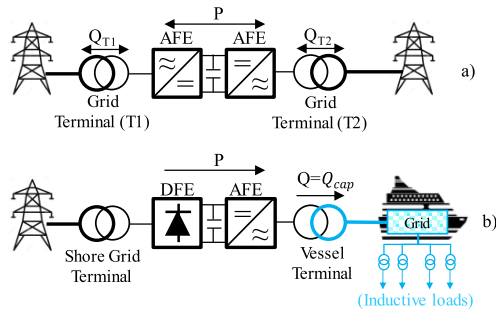 P
Q_T1
AFE
AFE
Q_T2
Grid
Terminal (T1)
Grid
Terminal (T2)
a)
P
DFE
AFE
Q=Q_cap
Grid
b)
Shore Grid
Terminal
Vessel
Terminal
(Inductive loads)